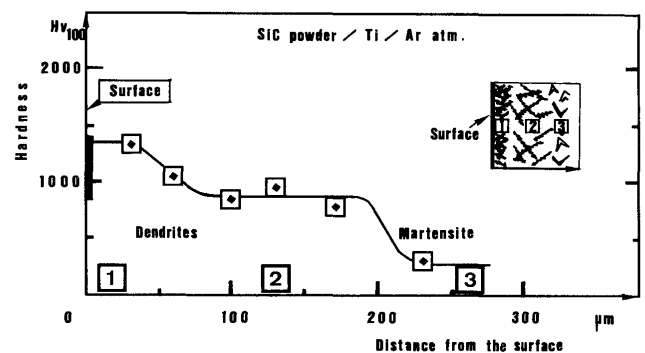 Hv100
SiC powder / Ti / Ar atm.
2000
Surface
Hardness
Surface
1 2 3
1000
Dendrites
Martensite
1 2 3
0 100 200 300 µm
Distance from the surface